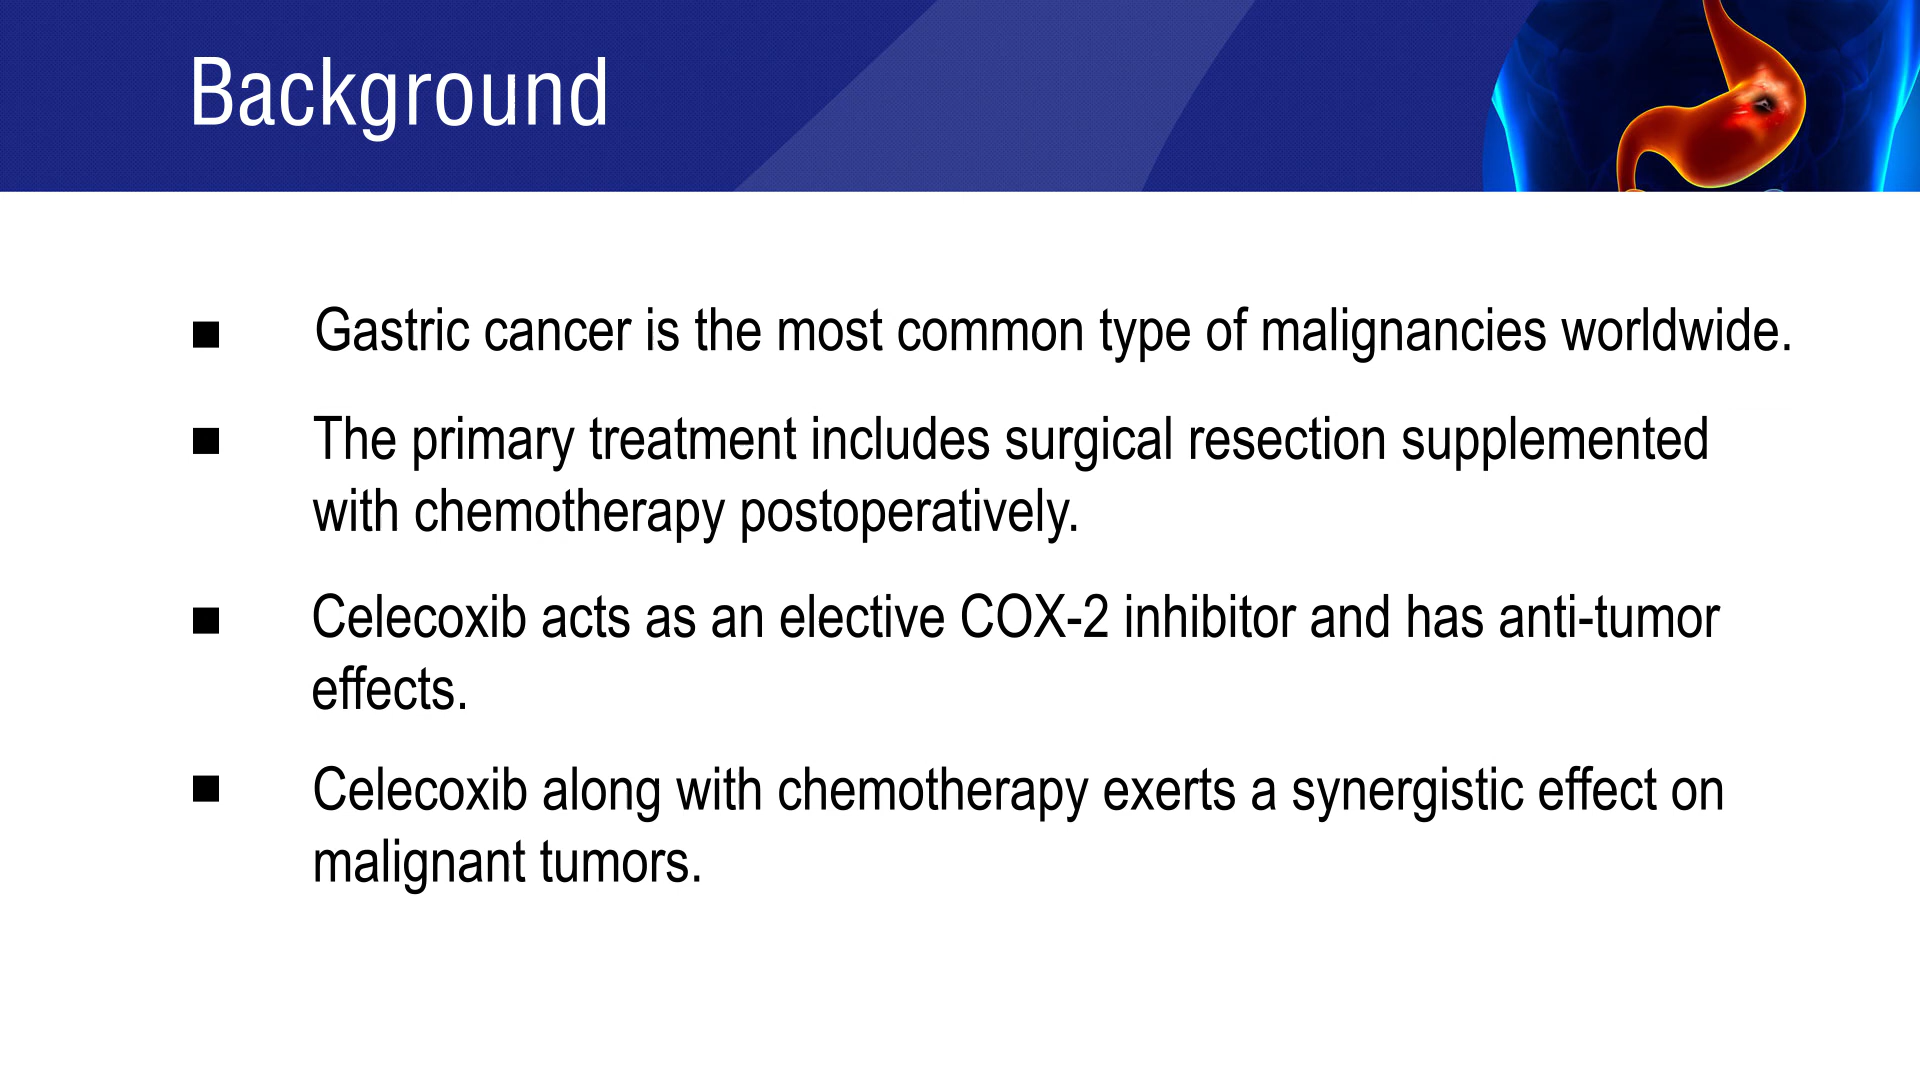 Background
■ Gastric cancer is the most common type of malignancies worldwide.
■ The primary treatment includes surgical resection supplemented
with chemotherapy postoperatively.
■ Celecoxib acts as an elective COX-2 inhibitor and has anti-tumor
effects.
■ Celecoxib along with chemotherapy exerts a synergistic effect on
malignant tumors.